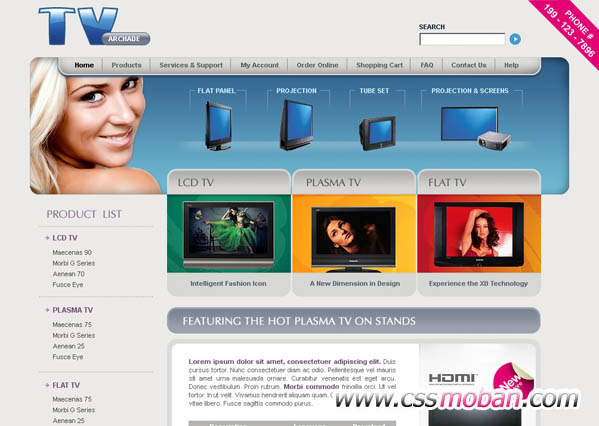 TV
ARCHADE
SEARCH
PHONE #
199 - 123 - 7896
Home
Products
Services & Support
My Account
Order Online
Shopping Cart
FAQ
Contact Us
Help
FLAT PANEL
PROJECTION
TUBE SET
PROJECTION & SCREENS
LCD TV
PLASMA TV
FLAT TV
Intelligent Fashion Icon
A New Dimension in Design
Experience the XD Technology
PRODUCT LIST
LCD TV
Maecenas 90
Morbi G Series
Aenean 70
Fusce Eye
PLASMA TV
Maecenas 75
Morbi G Series
Aenean 25
Fusce Eye
FLAT TV
Maecenas 75
Morbi G Series
Aenean 25
FEATURING THE HOT PLASMA TV ON STANDS
Lorem ipsum dolor sit amet, consectetuer adipiscing elit. Duis
cursus tortor. Nunc consectetuer diam ac odio. Pellentesque vel mauris
sit amet urna malesuada ornare. Curabitur venenatis est eget arcu.
Donec vestibulum. Proin rutrum. Morbi commodo fringilla orci. Ut vel
tortor. In ut velit. Vivamus hendrerit aliquam quam.
vitae libero. Fusce sagittis commodo purus.
Description
Language
Download
HDMI
New
www.cssmoban.com